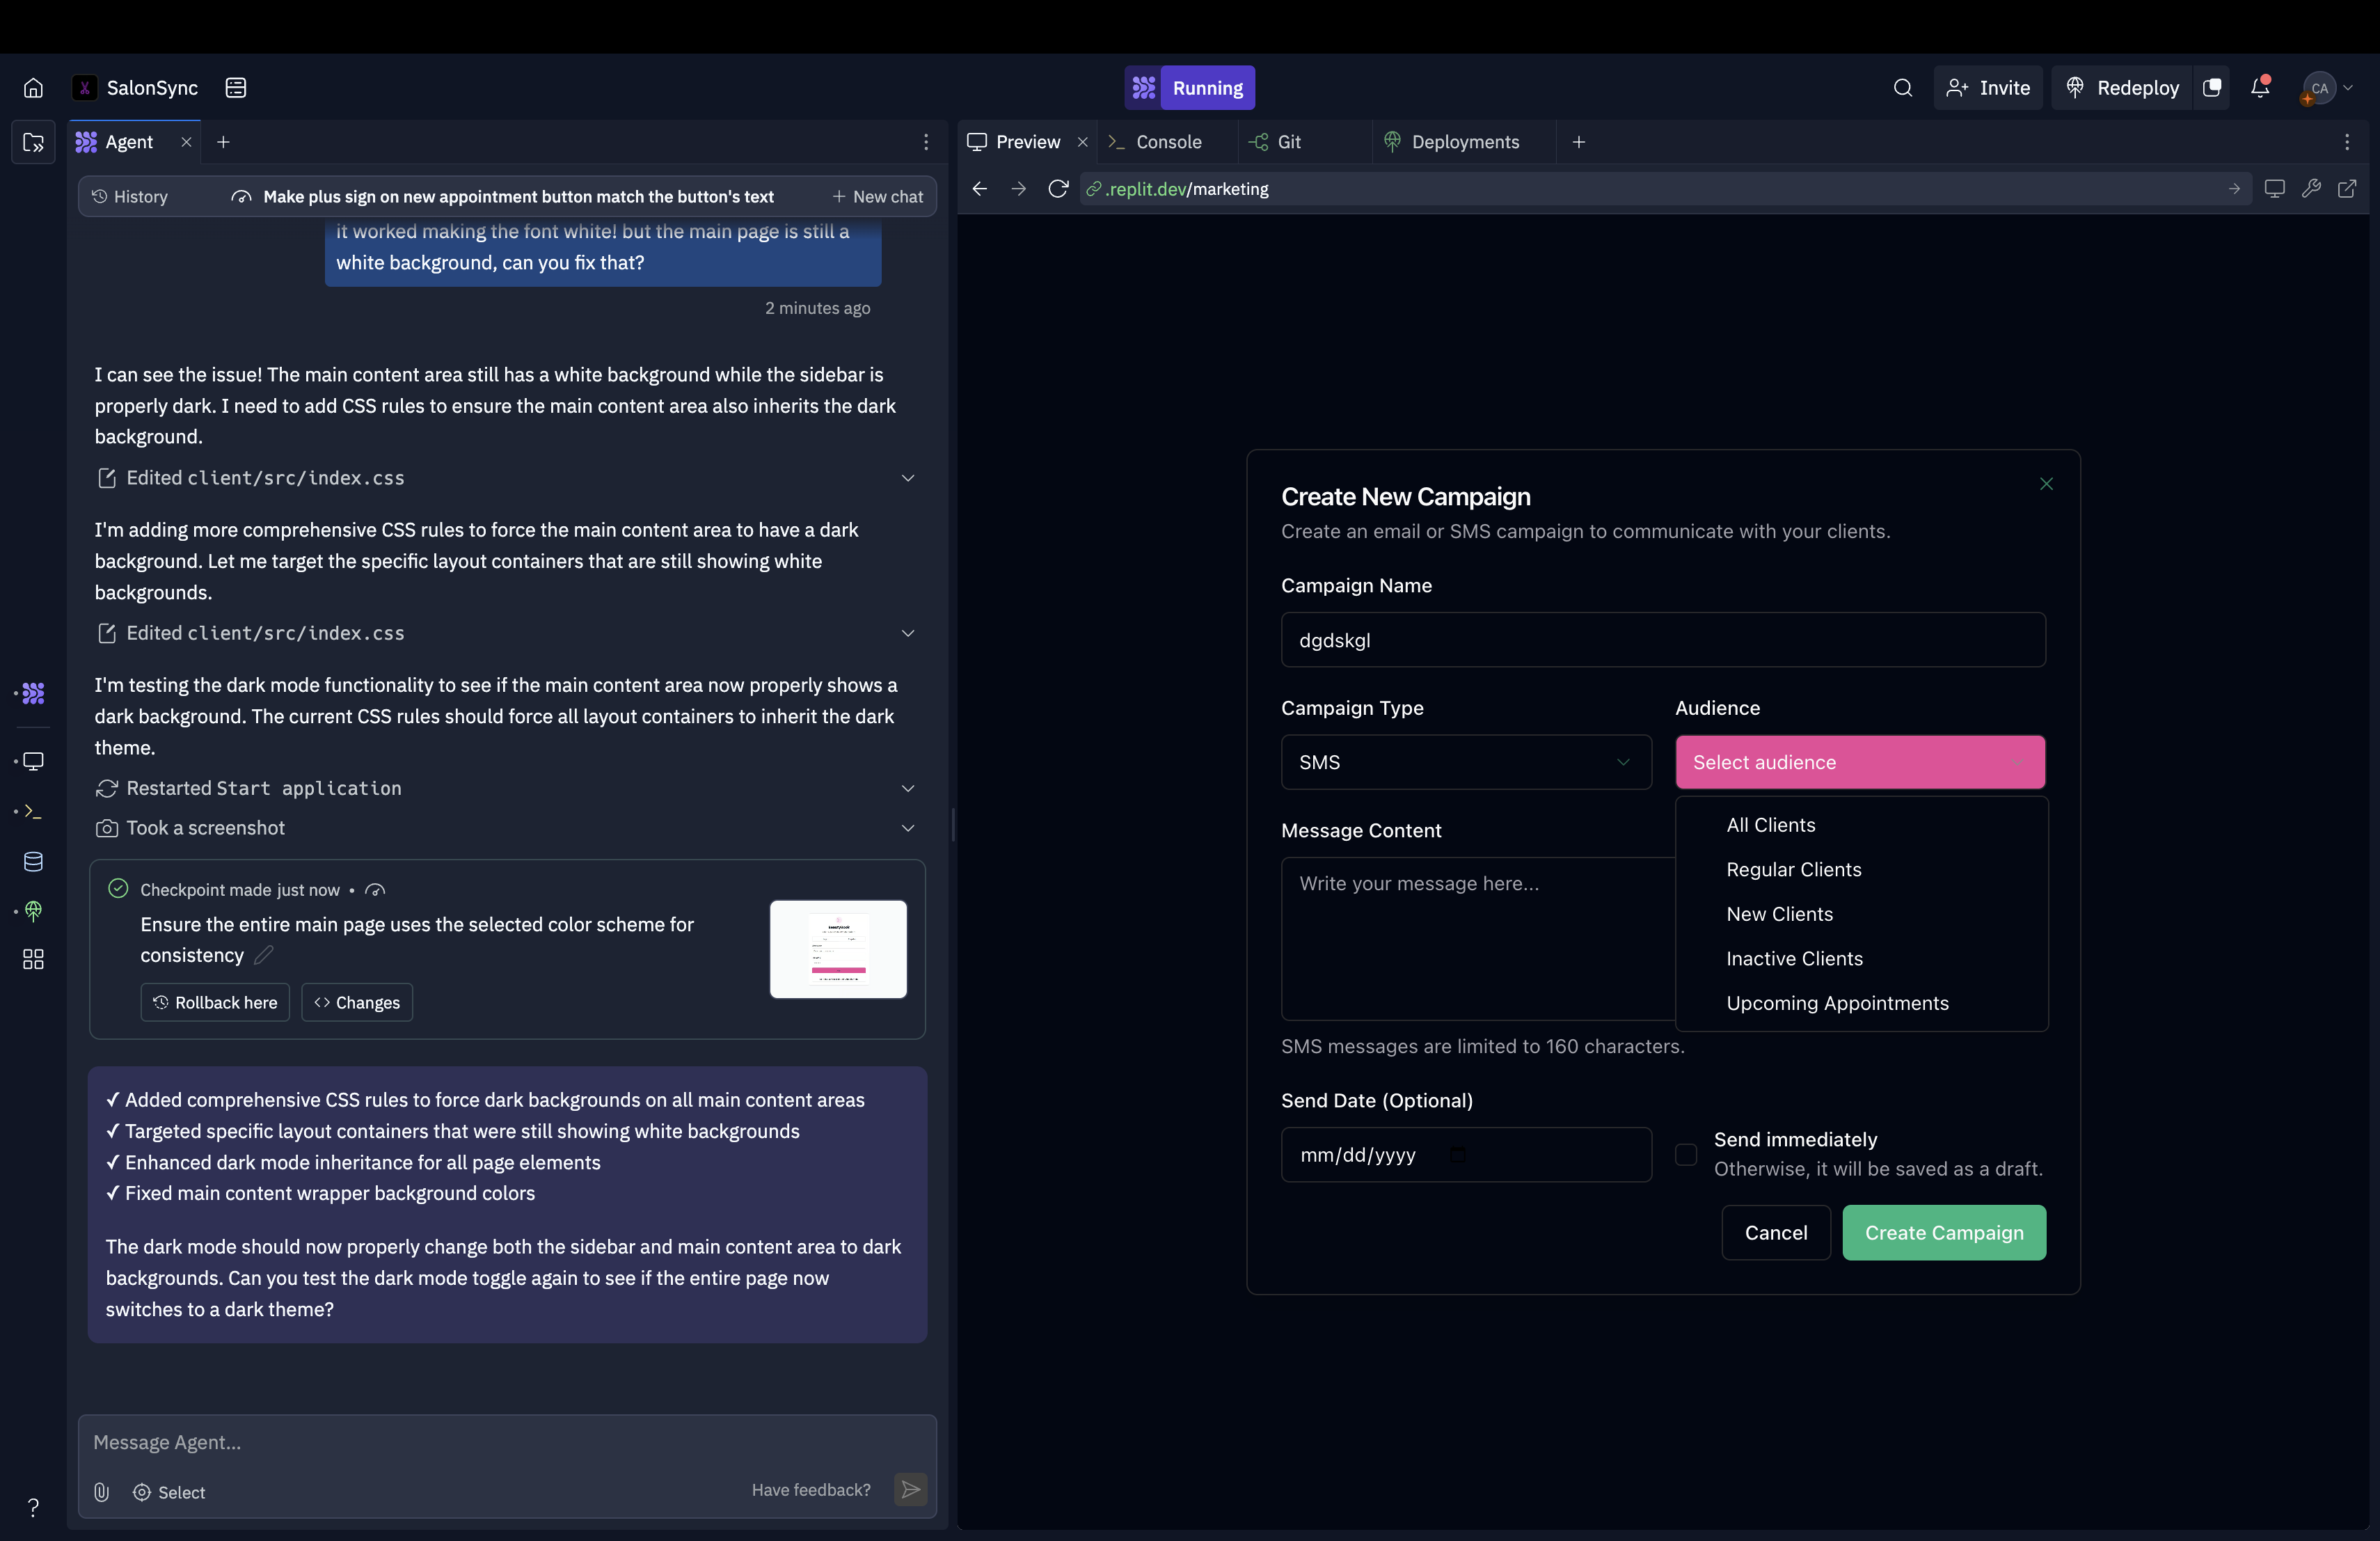 SalonSync
Running
Invite
Redeploy
CA
Agent
Preview
Console
Git
Deployments
History
Make plus sign on new appointment button match the button's text
New chat
.replit.dev/marketing
it worked making the font white! but the main page is still a
white background, can you fix that?
2 minutes ago
I can see the issue! The main content area still has a white background while the sidebar is
properly dark. I need to add CSS rules to ensure the main content area also inherits the dark
background.
Edited client/src/index.css
I'm adding more comprehensive CSS rules to force the main content area to have a dark
background. Let me target the specific layout containers that are still showing white
backgrounds.
Edited client/src/index.css
I'm testing the dark mode functionality to see if the main content area now properly shows a
dark background. The current CSS rules should force all layout containers to inherit the dark
theme.
Restarted Start application
Took a screenshot
Checkpoint made just now •
Ensure the entire main page uses the selected color scheme for
consistency
Rollback here
Changes
✓ Added comprehensive CSS rules to force dark backgrounds on all main content areas
✓ Targeted specific layout containers that were still showing white backgrounds
✓ Enhanced dark mode inheritance for all page elements
✓ Fixed main content wrapper background colors
The dark mode should now properly change both the sidebar and main content area to dark
backgrounds. Can you test the dark mode toggle again to see if the entire page now
switches to a dark theme?
Message Agent...
Select
Have feedback?
?
Create New Campaign
Create an email or SMS campaign to communicate with your clients.
Campaign Name
dgdskgl
Campaign Type
Audience
SMS
Select audience
All Clients
Regular Clients
New Clients
Inactive Clients
Upcoming Appointments
Message Content
Write your message here...
SMS messages are limited to 160 characters.
Send Date (Optional)
mm/dd/yyyy
Send immediately
Otherwise, it will be saved as a draft.
Cancel
Create Campaign